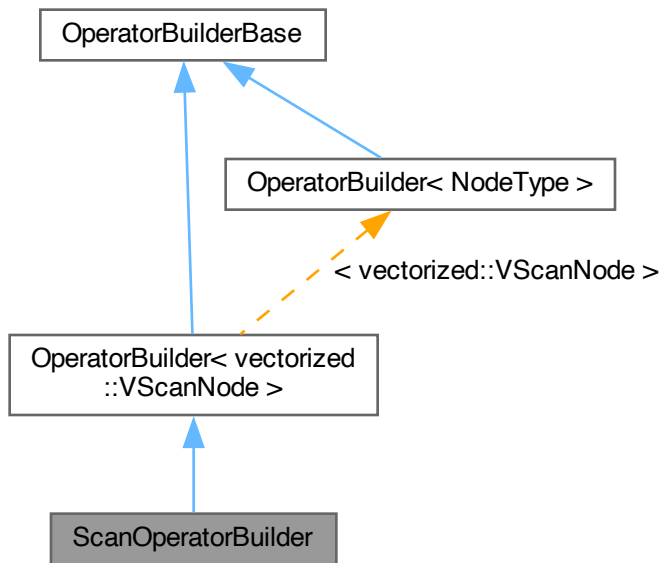 OperatorBuilderBase
OperatorBuilder< NodeType >
< vectorized::VScanNode >
OperatorBuilder< vectorized
::VScanNode >
ScanOperatorBuilder